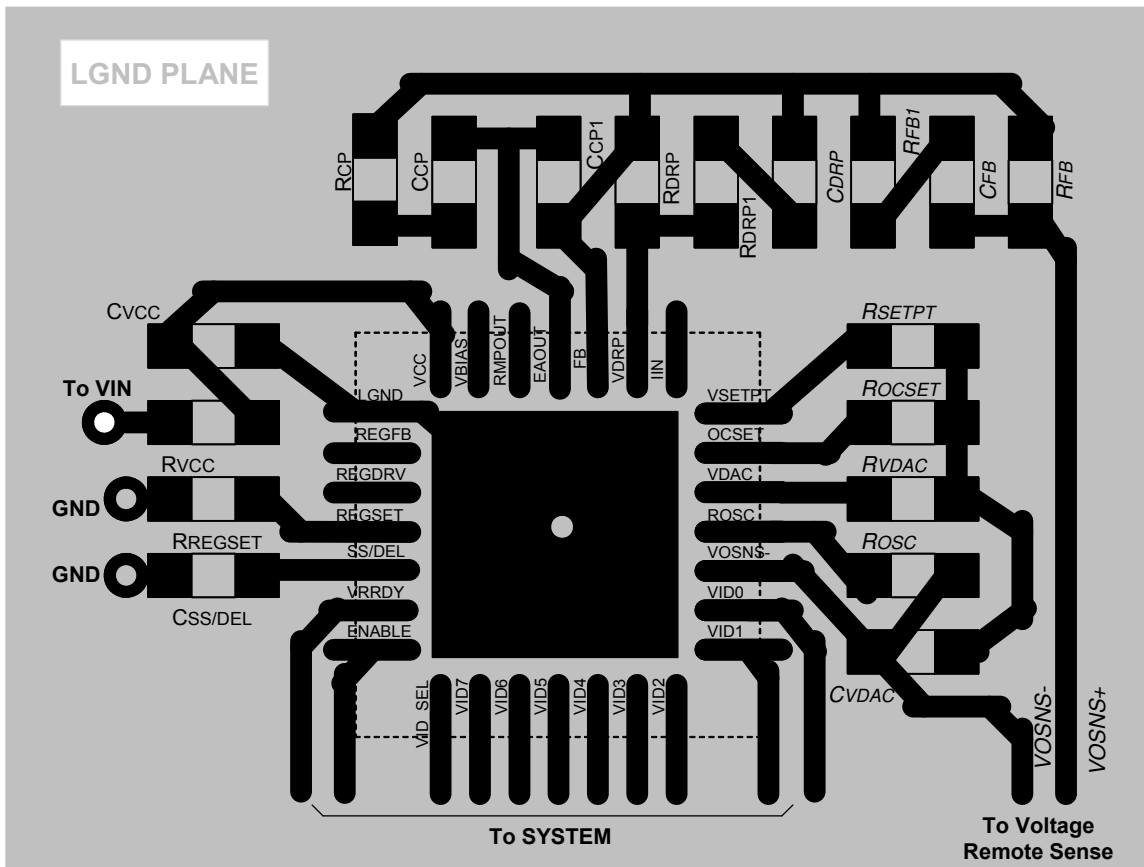 LGND PLANE
RCP
CCP
CCP1
RDRP
RDRP1
CDRP
RFB1
CFB
RFB
CVCC
To VIN
RVCC
GND
RREGSET
GND
CSS/DEL
VCC
VBIAS
RMPOUT
EAOUT
FB
VDRP
IIN
LGND
REGFB
REGDRV
REGSET
SS/DEL
VRRDY
ENABLE
VSETPT
OCSET
VDAC
ROSC
VOSNS-
VID0
VID1
VID_SEL
VID7
VID6
VID5
VID4
VID3
VID2
RSETPT
ROCSET
RVDAC
ROSC
CVDAC
VOSNS-
VOSNS+
To SYSTEM
To Voltage
Remote Sense